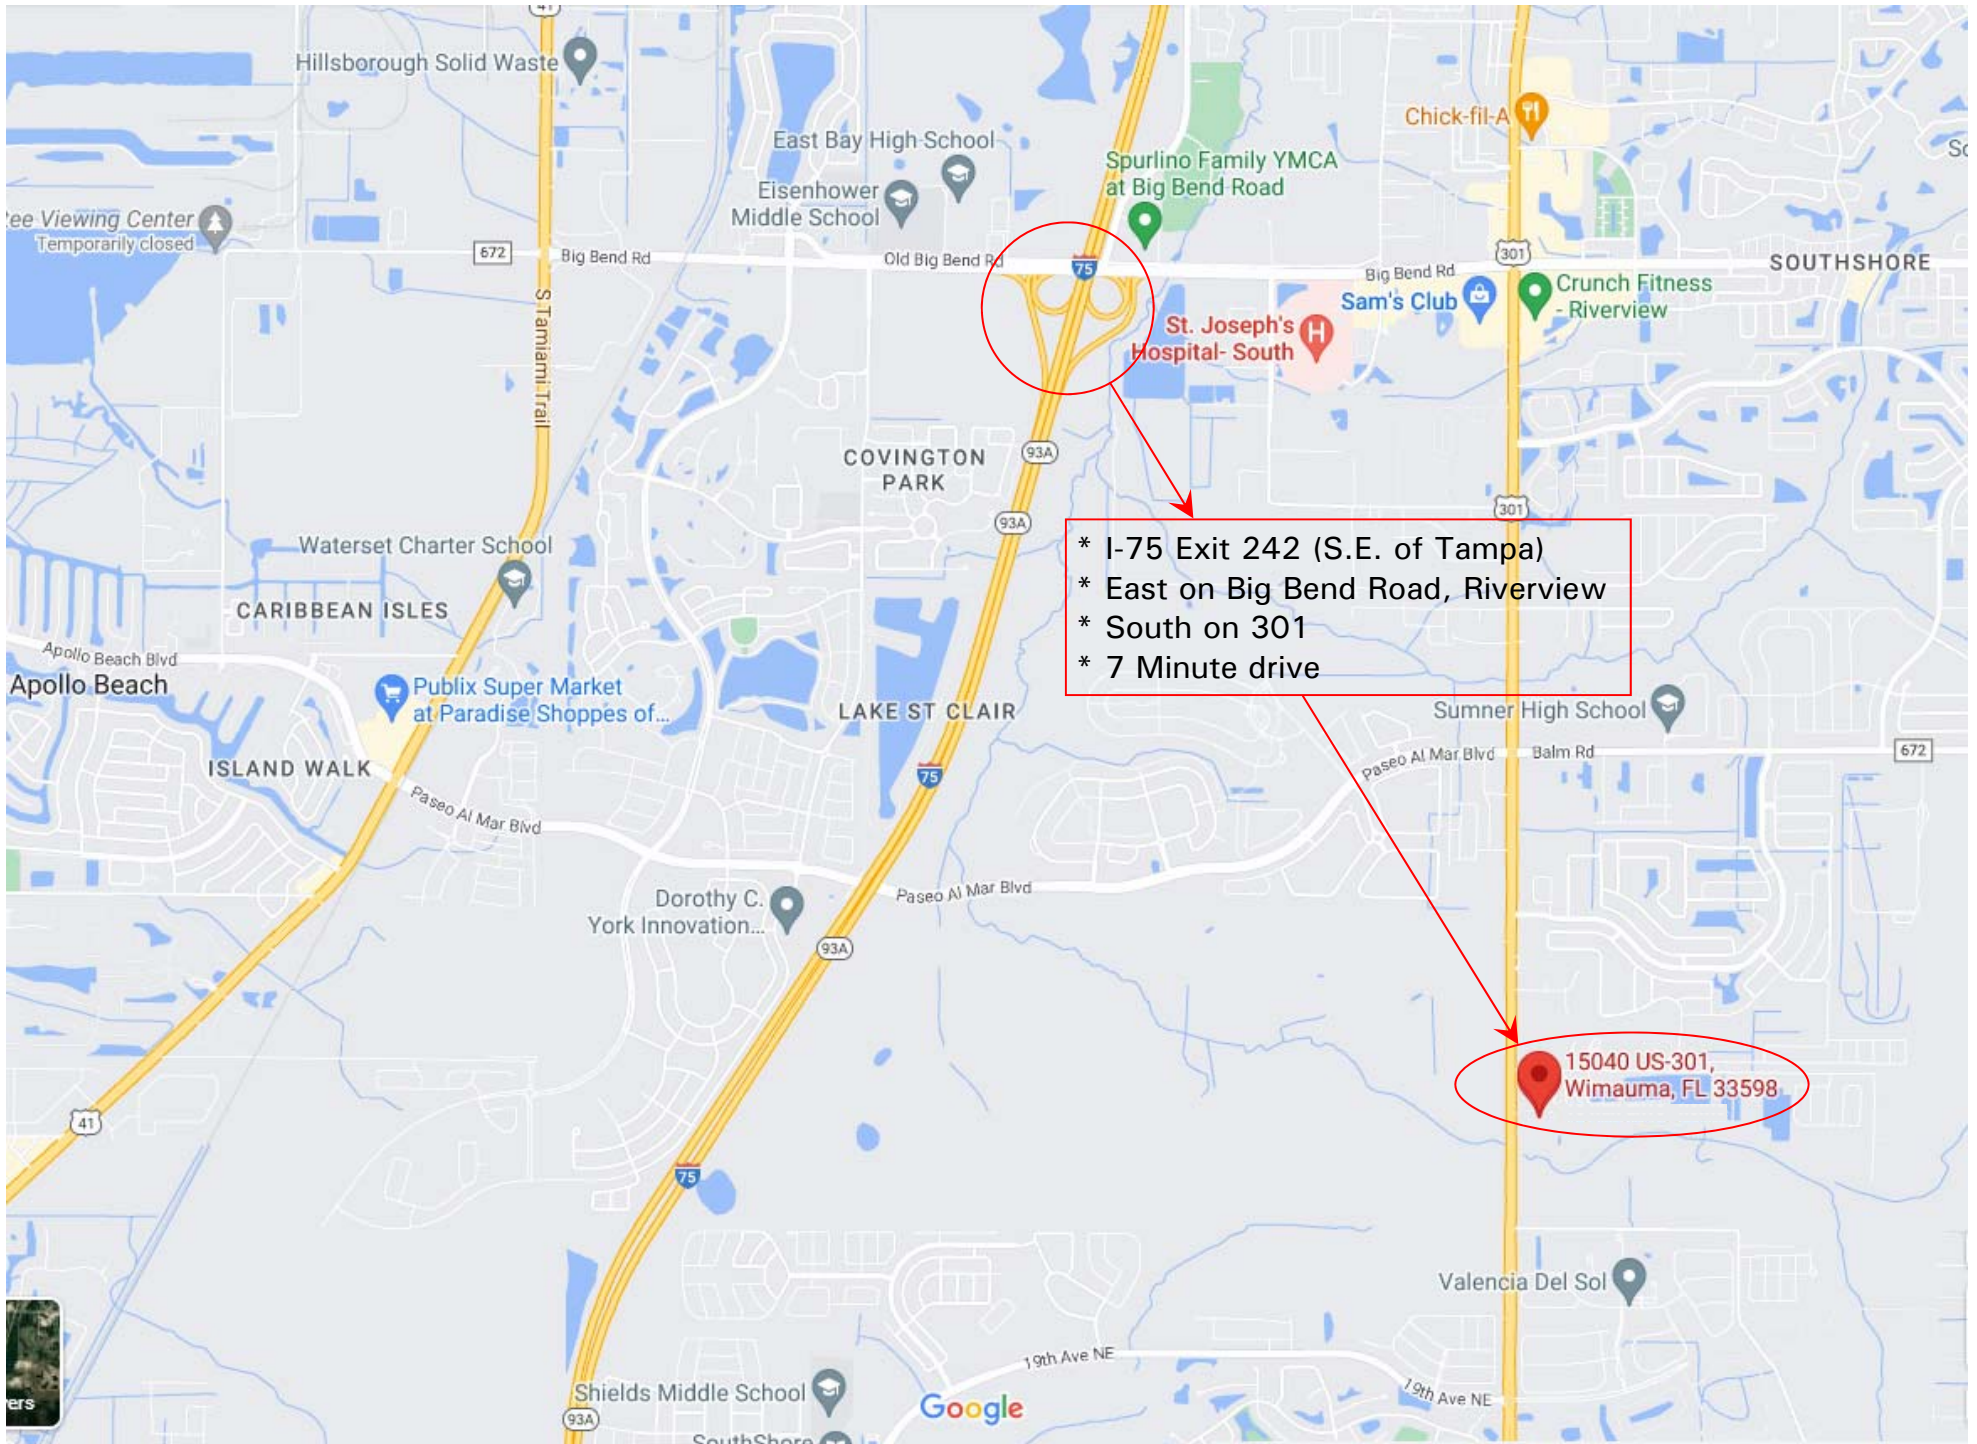 41
Hillsborough Solid Waste
Chick-fil-A
East Bay High School
Spurlino Family YMCA
at Big Bend Road
Eisenhower
Middle School
tee Viewing Center
Temporarily closed
672
Big Bend Rd
Old Big Bend Rd
75
Big Bend Rd
301
SOUTHSHORE
Sam's Club
Crunch Fitness
- Riverview
S Tamiami Trail
St. Joseph's
Hospital- South
COVINGTON
PARK
93A
93A
301
* I-75 Exit 242 (S.E. of Tampa)
* East on Big Bend Road, Riverview
* South on 301
* 7 Minute drive
Waterset Charter School
CARIBBEAN ISLES
Apollo Beach Blvd
Apollo Beach
Publix Super Market
at Paradise Shoppes of...
LAKE ST CLAIR
Sumner High School
Paseo Al Mar Blvd
Balm Rd
672
ISLAND WALK
75
Paseo Al Mar Blvd
Paseo Al Mar Blvd
Dorothy C.
York Innovation...
93A
15040 US-301,
Wimauma, FL 33598
41
75
Valencia Del Sol
19th Ave NE
19th Ave NE
Shields Middle School
Google
93A
ers
SouthShore